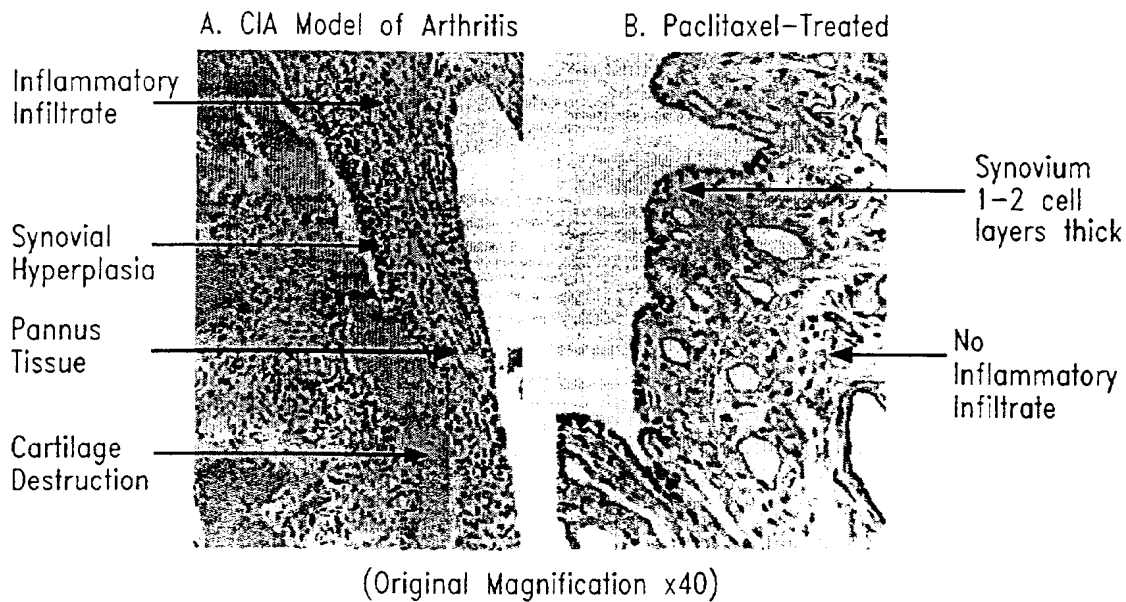 A. CIA Model of Arthritis
B. Paclitaxel-Treated
Inflammatory
Infiltrate
Synovial
Hyperplasia
Pannus
Tissue
Cartilage
Destruction
Synovium
1-2 cell
layers thick
No
Inflammatory
Infiltrate
(Original Magnification x40)